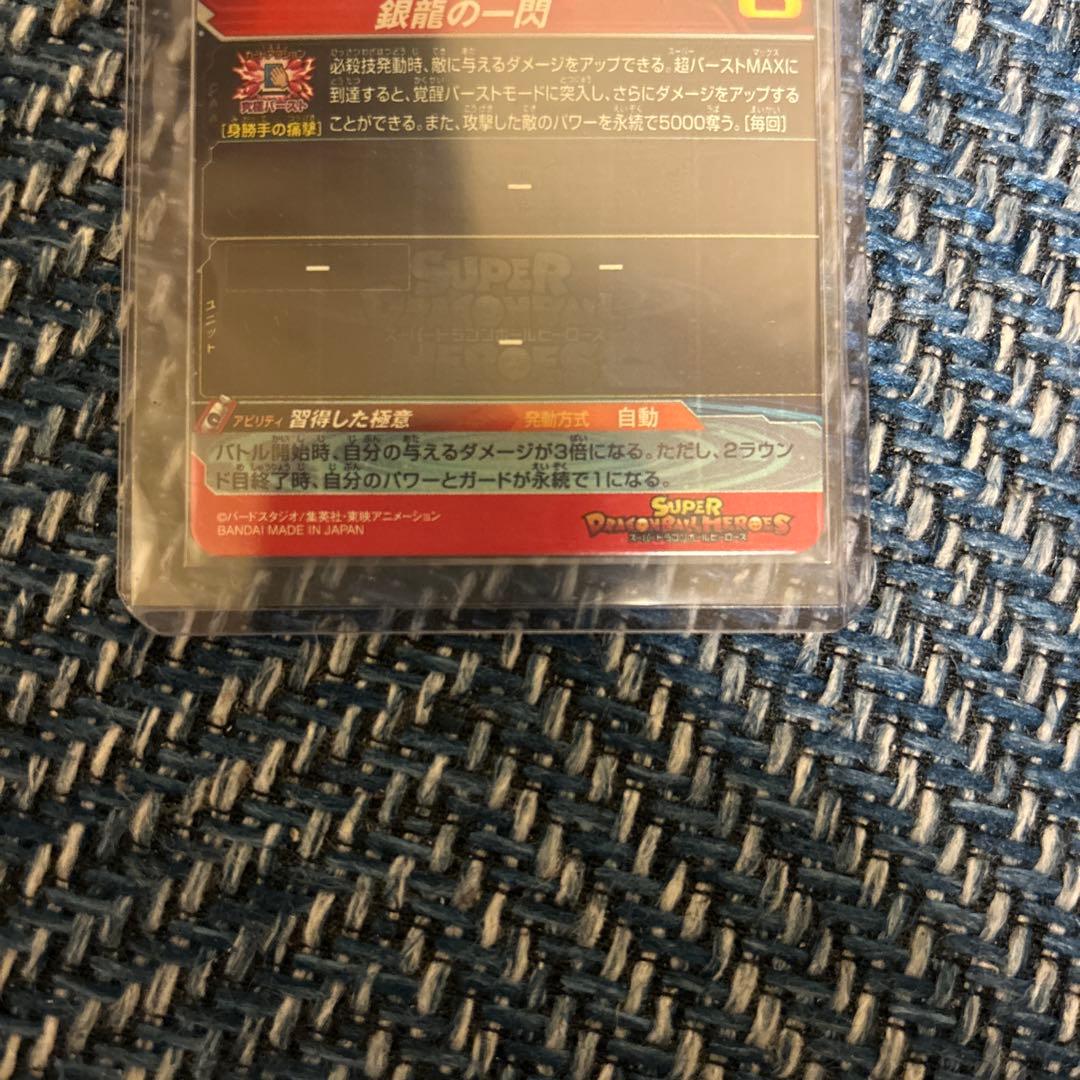 銀龍の一閃
カードアクション
覚醒バースト
[身勝手の痛撃]
必殺技発動時、敵に与えるダメージをアップできる。超バーストMAXに
到達すると、覚醒バーストモードに突入し、さらにダメージをアップする
ことができる。また、攻撃した敵のパワーを永続で5000奪う。[毎回]
-
- -
-
ユニット
SUPER
DRAGONBALL
スーパードラゴンボールヒーローズ
HEROES
アビリティ 習得した極意 発動方式 自動
バトル開始時、自分の与えるダメージが3倍になる。ただし、2ラウン
ド目終了時、自分のパワーとガードが永続で1になる。
©バードスタジオ/集英社・東映アニメーション
BANDAI MADE IN JAPAN
SUPER
DRAGONBALL HEROES
スーパードラゴンボールヒーローズ